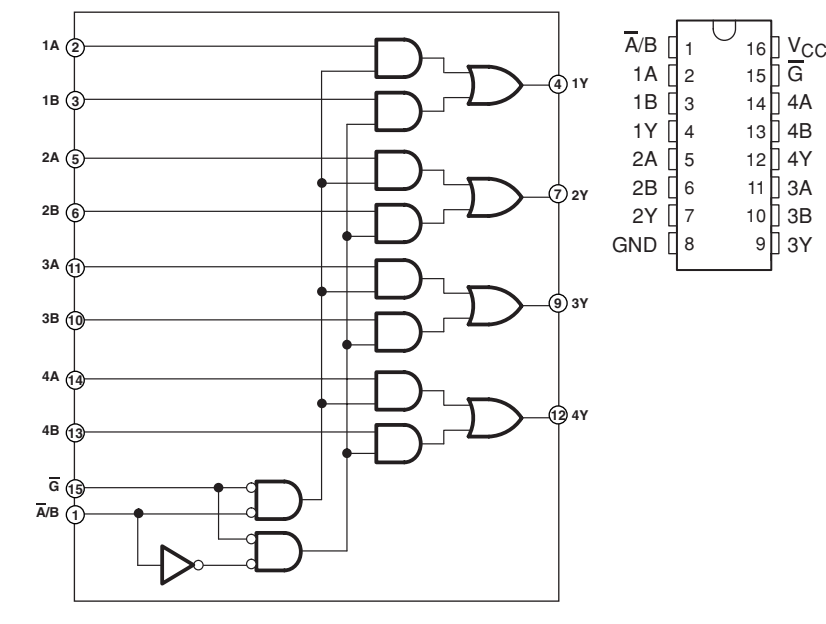 1A 2
1B 3
4 1Y
2A 5
2B 6
7 2Y
3A 11
3B 10
9 3Y
4A 14
4B 13
12 4Y
G̅ 15
A̅/B 1
A̅/B 1 16 VCC
1A 2 15 G̅
1B 3 14 4A
1Y 4 13 4B
2A 5 12 4Y
2B 6 11 3A
2Y 7 10 3B
GND 8 9 3Y